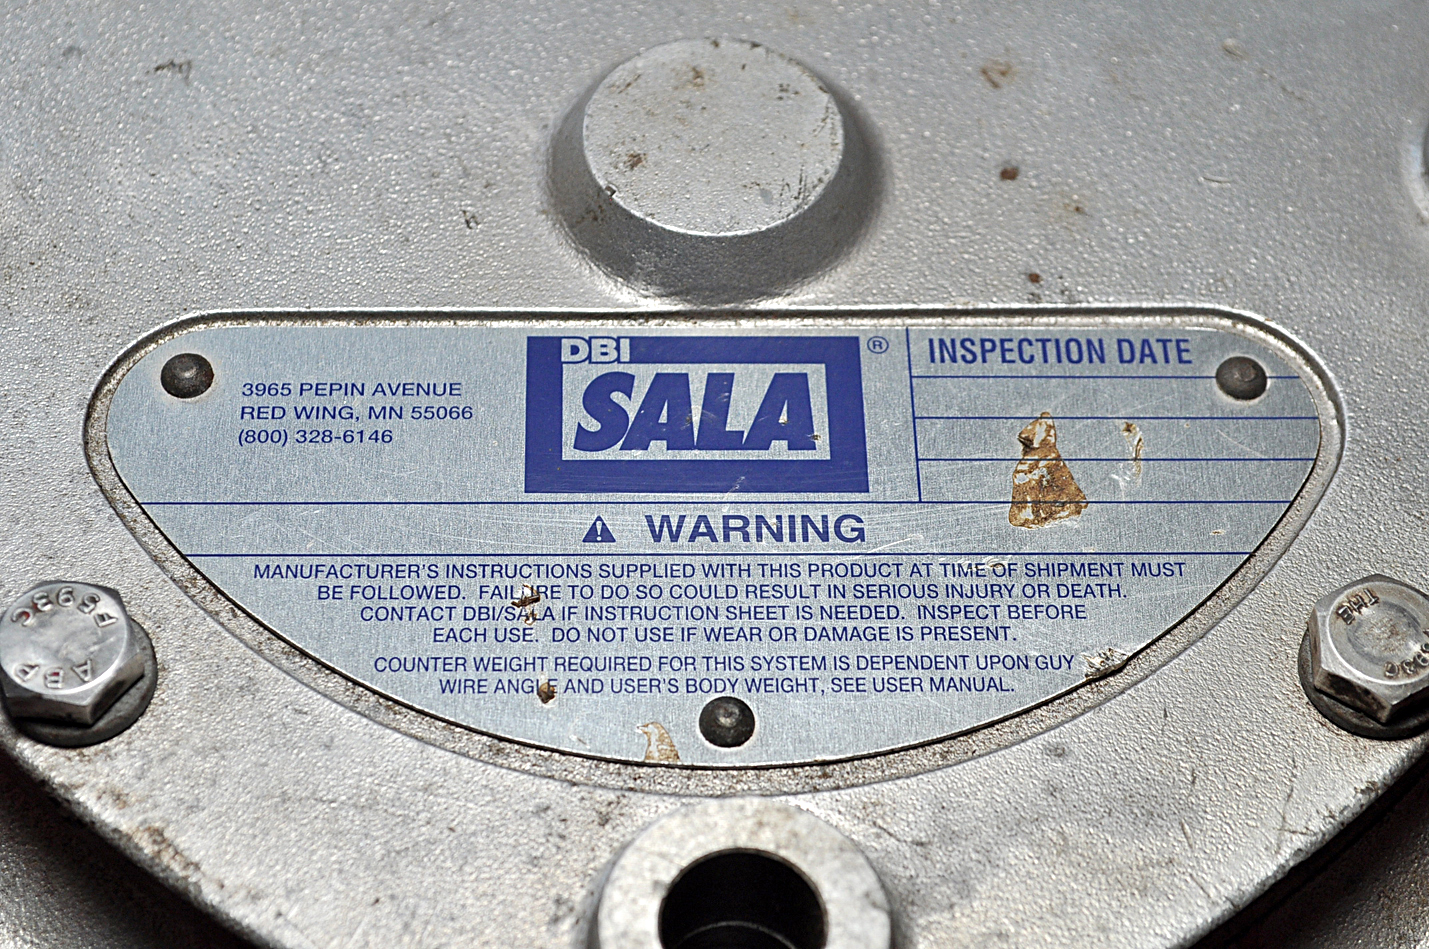 3965 PEPIN AVENUE
RED WING, MN 55066
(800) 328-6146
DBI
SALA ®
INSPECTION DATE
WARNING
MANUFACTURER'S INSTRUCTIONS SUPPLIED WITH THIS PRODUCT AT TIME OF SHIPMENT MUST
BE FOLLOWED. FAILURE TO DO SO COULD RESULT IN SERIOUS INJURY OR DEATH.
CONTACT DBI/SALA IF INSTRUCTION SHEET IS NEEDED. INSPECT BEFORE
EACH USE. DO NOT USE IF WEAR OR DAMAGE IS PRESENT.
COUNTER WEIGHT REQUIRED FOR THIS SYSTEM IS DEPENDENT UPON GUY
WIRE ANGLE AND USER'S BODY WEIGHT, SEE USER MANUAL.
F593C
THE